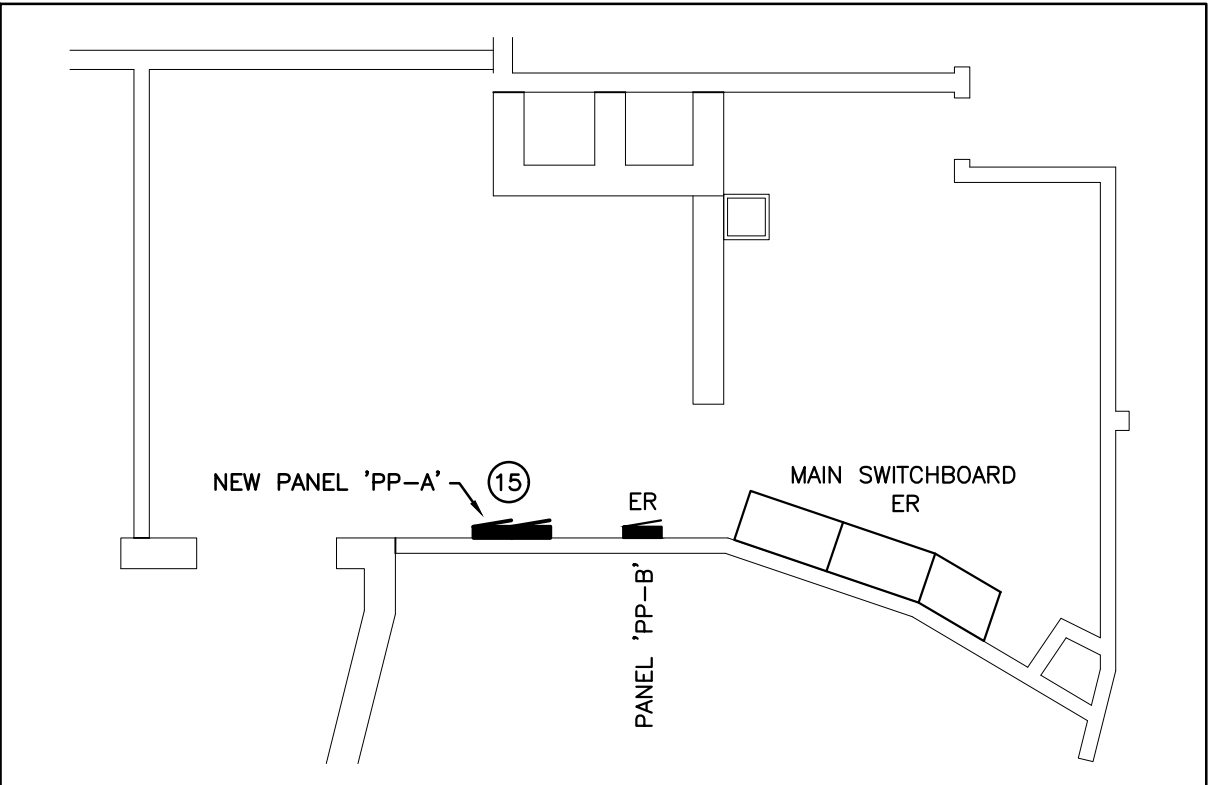 NEW PANEL 'PP-A'
15
ER
PANEL 'PP-B'
MAIN SWITCHBOARD
ER